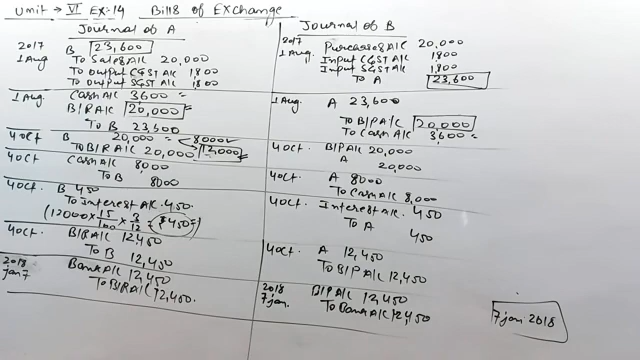 Unit → VI Ex-14 Bills of Exchange
Journal of A
2017
1 Aug B 23,600
To Sales A/c 20,000
To Output CGST A/c 1800
To Output SGST A/c 1800
1 Aug Cash A/c 3600 =
B/R A/c 20,000
To B 23,600
4 Oct B 20,000 8000
To B/R A/c 20,000 12,000
4 Oct Cash A/c 8,000
To B 8000
4 Oct B 450
To Interest A/c 450
(12000 × 15/100 × 3/12 = ₹450 =)
4 Oct B/R A/c 12,450
To B 12,450
2018
Jan 7 Bank A/c 12,450
To B/R A/c 12,450.
Journal of B
2017
1 Aug Purchases A/c 20,000
Input CGST A/c 1800
Input SGST A/c 1,800
To A 23,600
1 Aug A 23,600
To B/P A/c 20,000
To Cash A/c 3,600 =
4 Oct B/P A/c 20,000
A 20,000
4 Oct A 8000
To Cash A/c 8,000
4 Oct Interest A/c 450
To A 450
4 Oct A 12,450
To B/P A/c 12,450
2018
7 Jan B/P A/c 12,450
To Bank A/c 12,450
7 Jan 2018